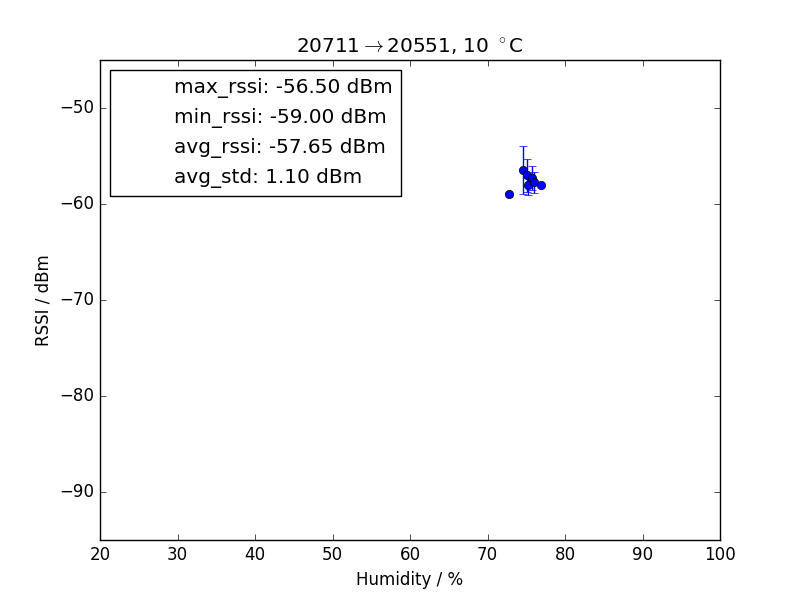 20711→20551, 10 °C
max_rssi: -56.50 dBm
min_rssi: -59.00 dBm
avg_rssi: -57.65 dBm
avg_std: 1.10 dBm
−50
−60
−70
−80
−90
RSSI / dBm
20 30 40 50 60 70 80 90 100
Humidity / %